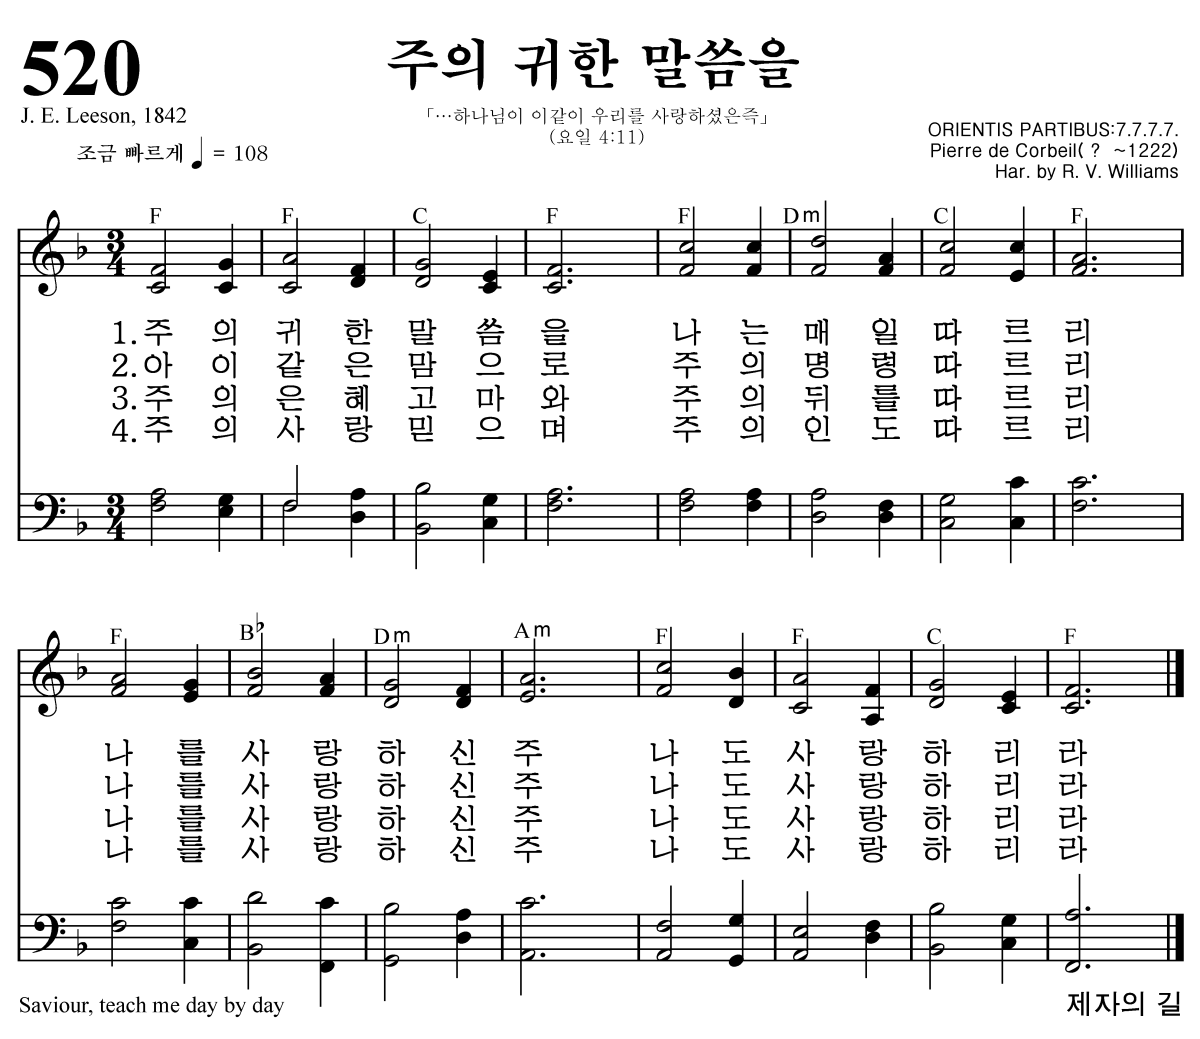 520
주의 귀한 말씀을
J. E. Leeson, 1842
「…하나님이 이같이 우리를 사랑하셨은즉」
(요일 4:11)
조금 빠르게 ♩ = 108
ORIENTIS PARTIBUS:7.7.7.7.
Pierre de Corbeil( ? ~1222)
Har. by R. V. Williams
F F C F F Dm C F
3 4
1. 주 의 귀 한 말 씀 을 나 는 매 일 따 르 리
2. 아 이 같 은 맘 으 로 주 의 명 령 따 르 리
3. 주 의 은 혜 고 마 와 주 의 뒤 를 따 르 리
4. 주 의 사 랑 믿 으 며 주 의 인 도 따 르 리
3 4
F B♭ Dm Am F F C F
나 를 사 랑 하 신 주 나 도 사 랑 하 리 라
나 를 사 랑 하 신 주 나 도 사 랑 하 리 라
나 를 사 랑 하 신 주 나 도 사 랑 하 리 라
나 를 사 랑 하 신 주 나 도 사 랑 하 리 라
Saviour, teach me day by day
제자의 길